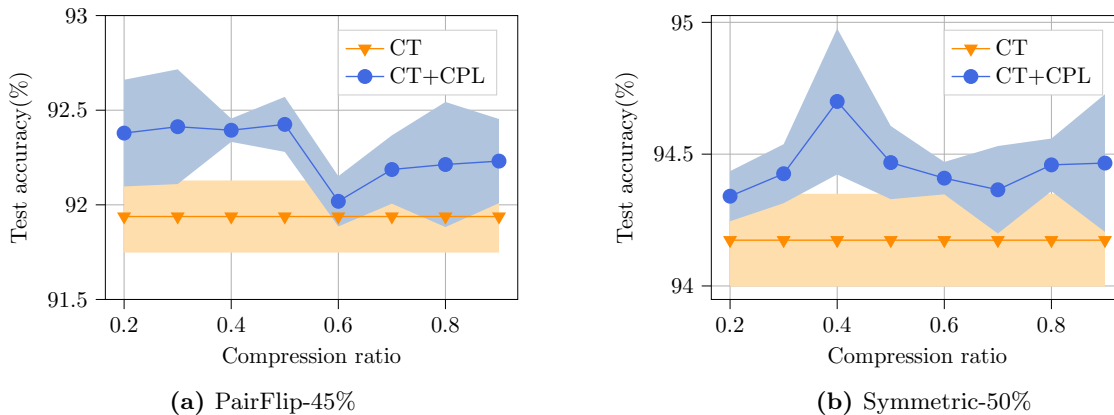 93
92.5
92
91.5
Test accuracy(%)
0.2 0.4 0.6 0.8
Compression ratio
CT
CT+CPL
(a) PairFlip-45%
95
94.5
94
Test accuracy(%)
0.2 0.4 0.6 0.8
Compression ratio
CT
CT+CPL
(b) Symmetric-50%